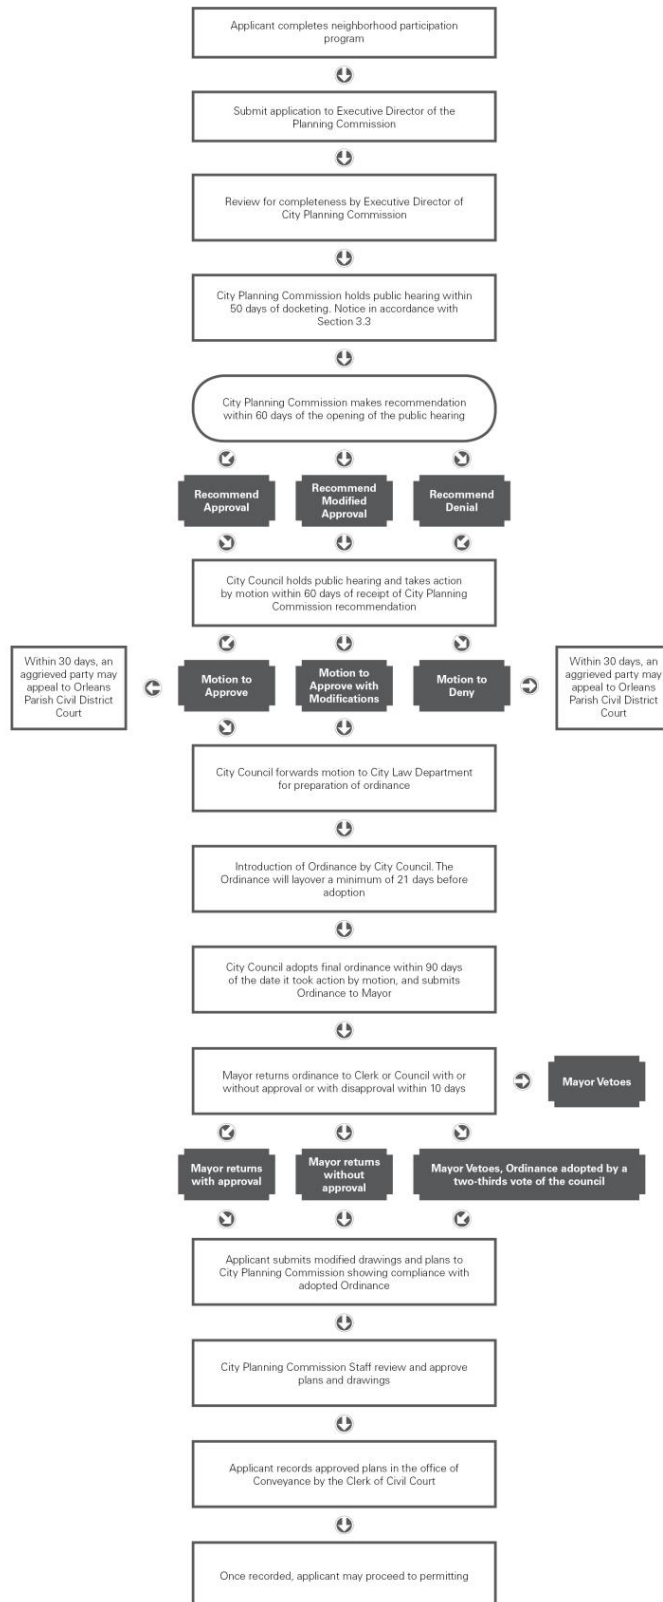 Applicant completes neighborhood participation
program
Submit application to Executive Director of the
Planning Commission
Review for completeness by Executive Director of
City Planning Commission
City Planning Commission holds public hearing within
50 days of docketing. Notice in accordance with
Section 3.3
City Planning Commission makes recommendation
within 60 days of the opening of the public hearing
Recommend
Approval
Recommend
Modified
Approval
Recommend
Denial
City Council holds public hearing and takes action
by motion within 60 days of receipt of City Planning
Commission recommendation
Within 30 days, an
aggrieved party may
appeal to Orleans
Parish Civil District
Court
Motion to
Approve
Motion to
Approve with
Modifications
Motion to
Deny
Within 30 days, an
aggrieved party may
appeal to Orleans
Parish Civil District
Court
City Council forwards motion to City Law Department
for preparation of ordinance
Introduction of Ordinance by City Council. The
Ordinance will layover a minimum of 21 days before
adoption
City Council adopts final ordinance within 90 days
of the date it took action by motion, and submits
Ordinance to Mayor
Mayor returns ordinance to Clerk or Council with or
without approval or with disapproval within 10 days
Mayor Vetoes
Mayor returns
with approval
Mayor returns
without
approval
Mayor Vetoes, Ordinance adopted by a
two-thirds vote of the council
Applicant submits modified drawings and plans to
City Planning Commission showing compliance with
adopted Ordinance
City Planning Commission Staff review and approve
plans and drawings
Applicant records approved plans in the office of
Conveyance by the Clerk of Civil Court
Once recorded, applicant may proceed to permitting